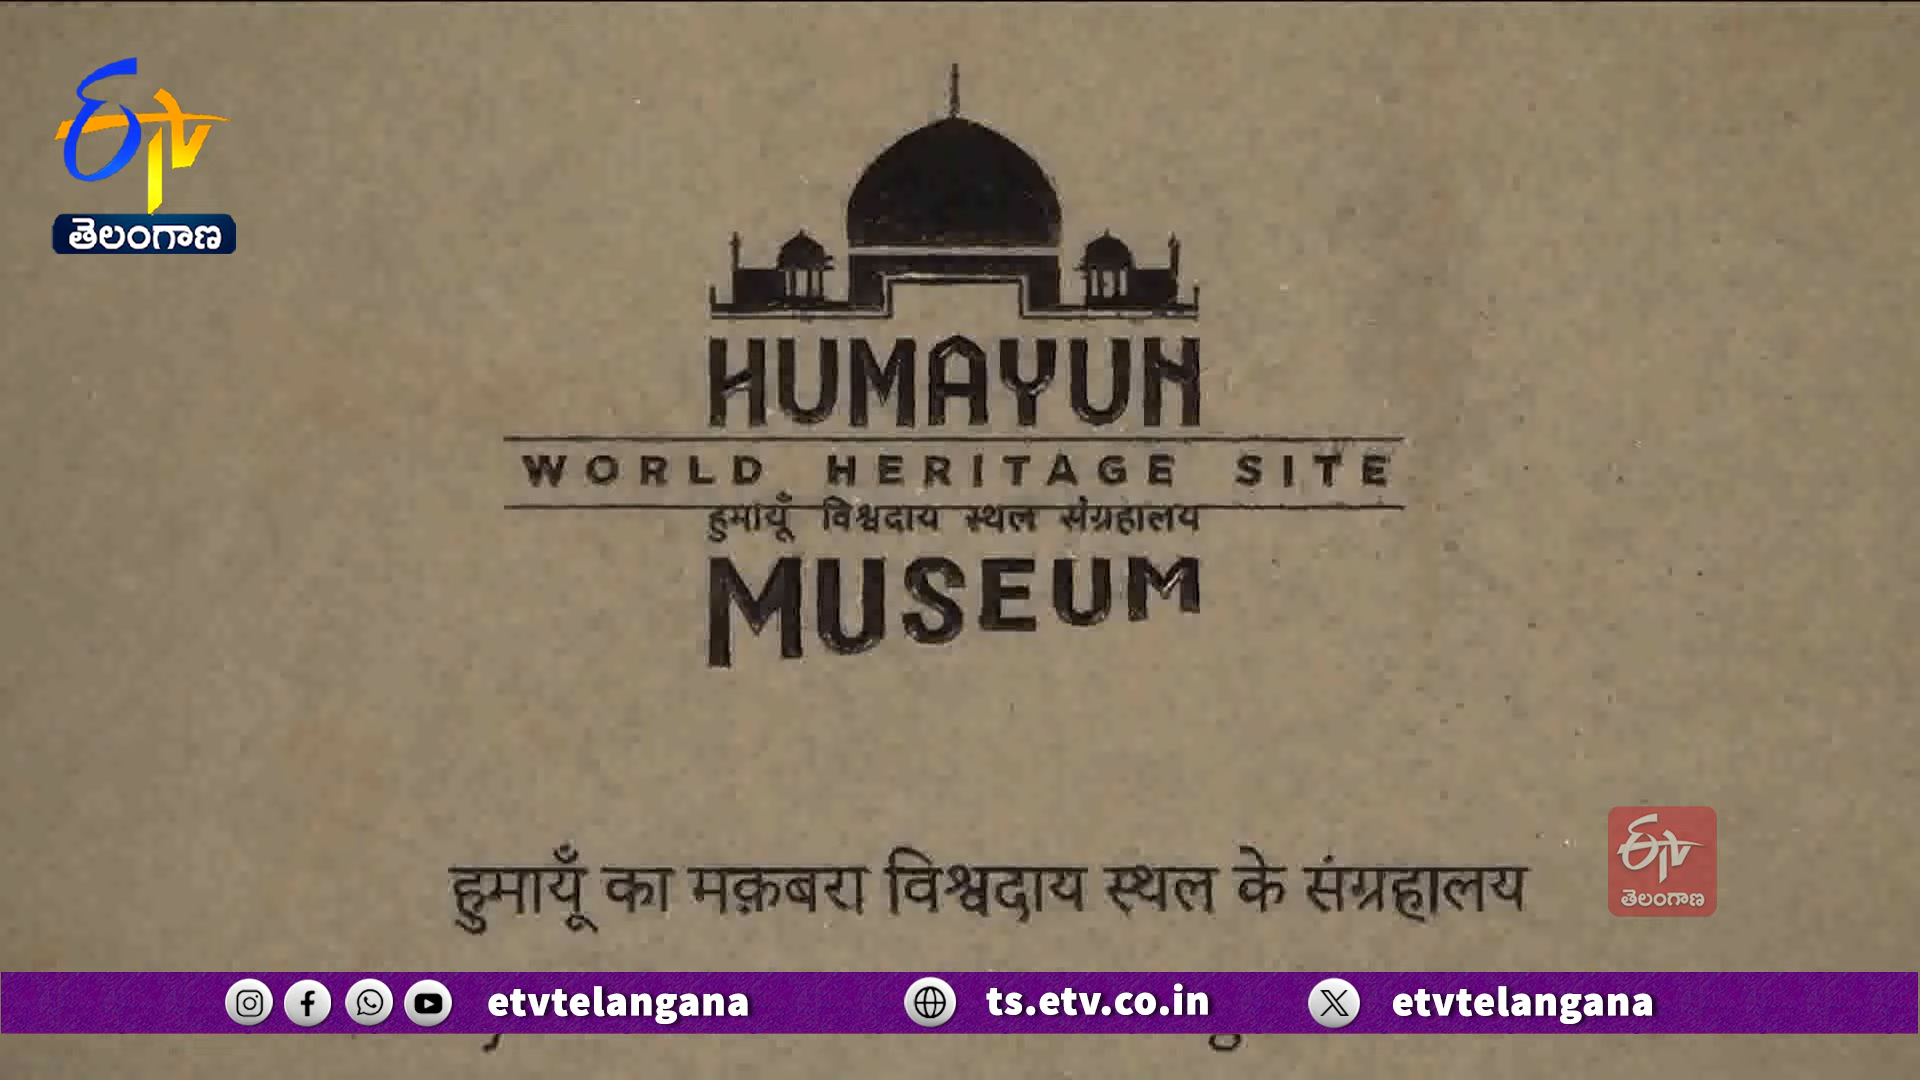 ETV
తెలంగాణ
HUMAYUN
WORLD HERITAGE SITE
हुमायूँ विश्वदाय स्थल संग्रहालय
MUSEUM
हुमायूँ का मक़बरा विश्वदाय स्थल के संग्रहालय
ETV
తెలంగాణ
etvtelangana ts.etv.co.in etvtelangana